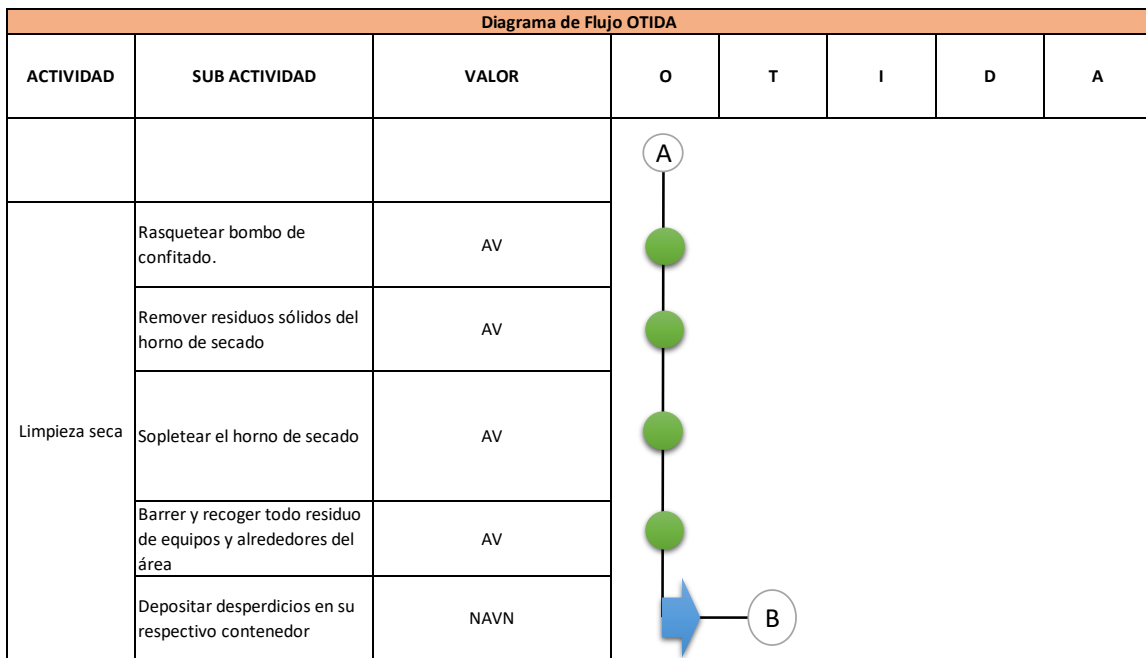 Diagrama de Flujo OTIDA
ACTIVIDAD SUB ACTIVIDAD VALOR O T I D A
A
Rasquetear bombo de
confitado.
AV
Remover residuos sólidos del
horno de secado
AV
Limpieza seca
Sopletear el horno de secado
AV
Barrer y recoger todo residuo
de equipos y alrededores del
área
AV
Depositar desperdicios en su
respectivo contenedor
NAVN
B